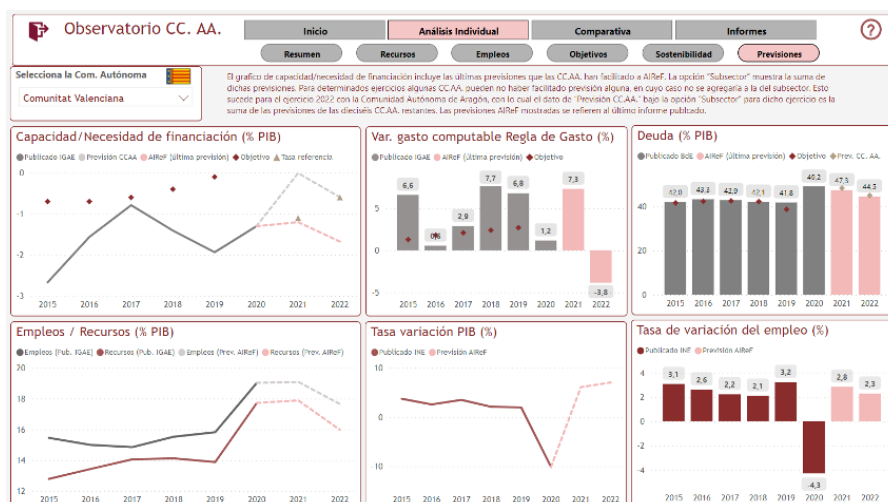 Observatorio CC. AA.
Inicio
Análisis Individual
Comparativa
Informes
?
Resumen
Recursos
Empleos
Objetivos
Sostenibilidad
Previsiones
Selecciona la Com. Autónoma
Comunitat Valenciana
El grafico de capacidad/necesidad de financiación incluye las últimas previsiones que las CC.AA. han facilitado a AIReF. La opción "Subsector" muestra la suma de
dichas previsiones. Para determinados ejercicios algunas CC.AA. pueden no haber facilitado previsión alguna, en cuyo caso no se agregaría a la del subsector. Esto
sucede para el ejercicio 2022 con la Comunidad Autónoma de Aragón, con lo cual el dato de "Previsión CC.AA." bajo la opción "Subsector" para dicho ejercicio es la
suma de las previsiones de las dieciséis CC.AA. restantes. Las previsiones AIReF mostradas se refieren al último informe publicado.
Capacidad/Necesidad de financiación (% PIB)
Publicado IGAE Previsión CCAA AIReF (última previsión) Objetivo Tasa referencia
0
-1
-2
-3
2015 2016 2017 2018 2019 2020 2021 2022
Var. gasto computable Regla de Gasto (%)
Publicado IGAE AIReF (última previsión) Objetivo
5
0
-5
6,6
0,6
2,9
7,7
6,8
1,2
7,3
-3,8
2015 2016 2017 2018 2019 2020 2021 2022
Deuda (% PIB)
Publicado BdE AIReF (última previsión) Objetivo Prev. CC. AA.
40
20
0
42,0
43,3
42,9
42,1
41,8
49,2
47,3
44,5
2015 2016 2017 2018 2019 2020 2021 2022
Empleos / Recursos (% PIB)
Empleos (Pub. IGAE) Recursos (Pub. IGAE) Empleos (Prev. AIReF) Recursos (Prev. AIReF)
20
18
16
14
12
2015 2016 2017 2018 2019 2020 2021 2022
Tasa variación PIB (%)
Publicado INE Previsión AIReF
10
0
-10
2015 2016 2017 2018 2019 2020 2021 2022
Tasa de variación del empleo (%)
Publicado INE Previsión AIReF
4
2
0
-2
-4
3,1
2,6
2,2
2,1
3,2
-4,3
2,8
2,3
2015 2016 2017 2018 2019 2020 2021 2022